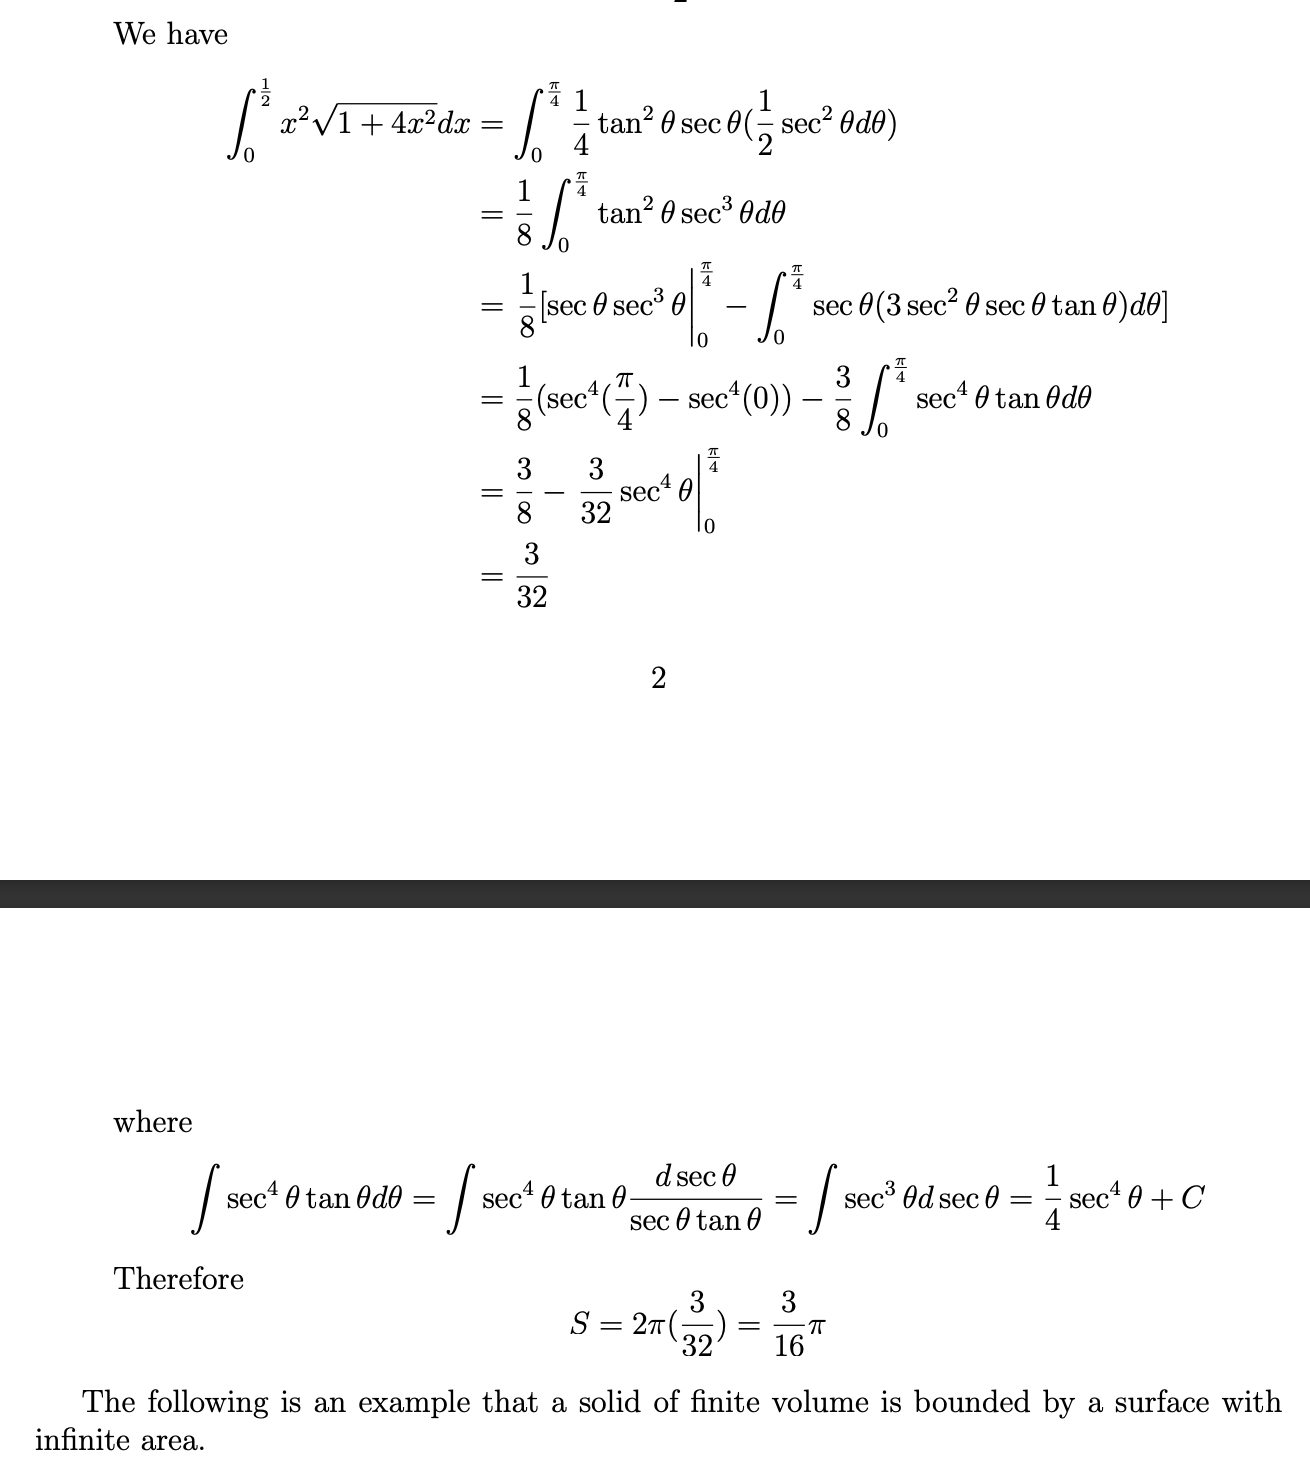 We have
$$\int_0^{\frac{1}{2}} x^2\sqrt{1+4x^2}dx = \int_0^{\frac{\pi}{4}} \frac{1}{4}\tan^2\theta\sec\theta(\frac{1}{2}\sec^2\theta d\theta)$$
$$= \frac{1}{8}\int_0^{\frac{\pi}{4}} \tan^2\theta\sec^3\theta d\theta$$
$$= \frac{1}{8}[\sec\theta\sec^3\theta\Big|_0^{\frac{\pi}{4}} - \int_0^{\frac{\pi}{4}} \sec\theta(3\sec^2\theta\sec\theta\tan\theta)d\theta]$$
$$= \frac{1}{8}(\sec^4(\frac{\pi}{4}) - \sec^4(0)) - \frac{3}{8}\int_0^{\frac{\pi}{4}} \sec^4\theta\tan\theta d\theta$$
$$= \frac{3}{8} - \frac{3}{32}\sec^4\theta\Big|_0^{\frac{\pi}{4}}$$
$$= \frac{3}{32}$$
2
where
$$\int \sec^4\theta\tan\theta d\theta = \int \sec^4\theta\tan\theta\frac{d\sec\theta}{\sec\theta\tan\theta} = \int \sec^3\theta d\sec\theta = \frac{1}{4}\sec^4\theta + C$$
Therefore
$$S = 2\pi(\frac{3}{32}) = \frac{3}{16}\pi$$
The following is an example that a solid of finite volume is bounded by a surface with
infinite area.